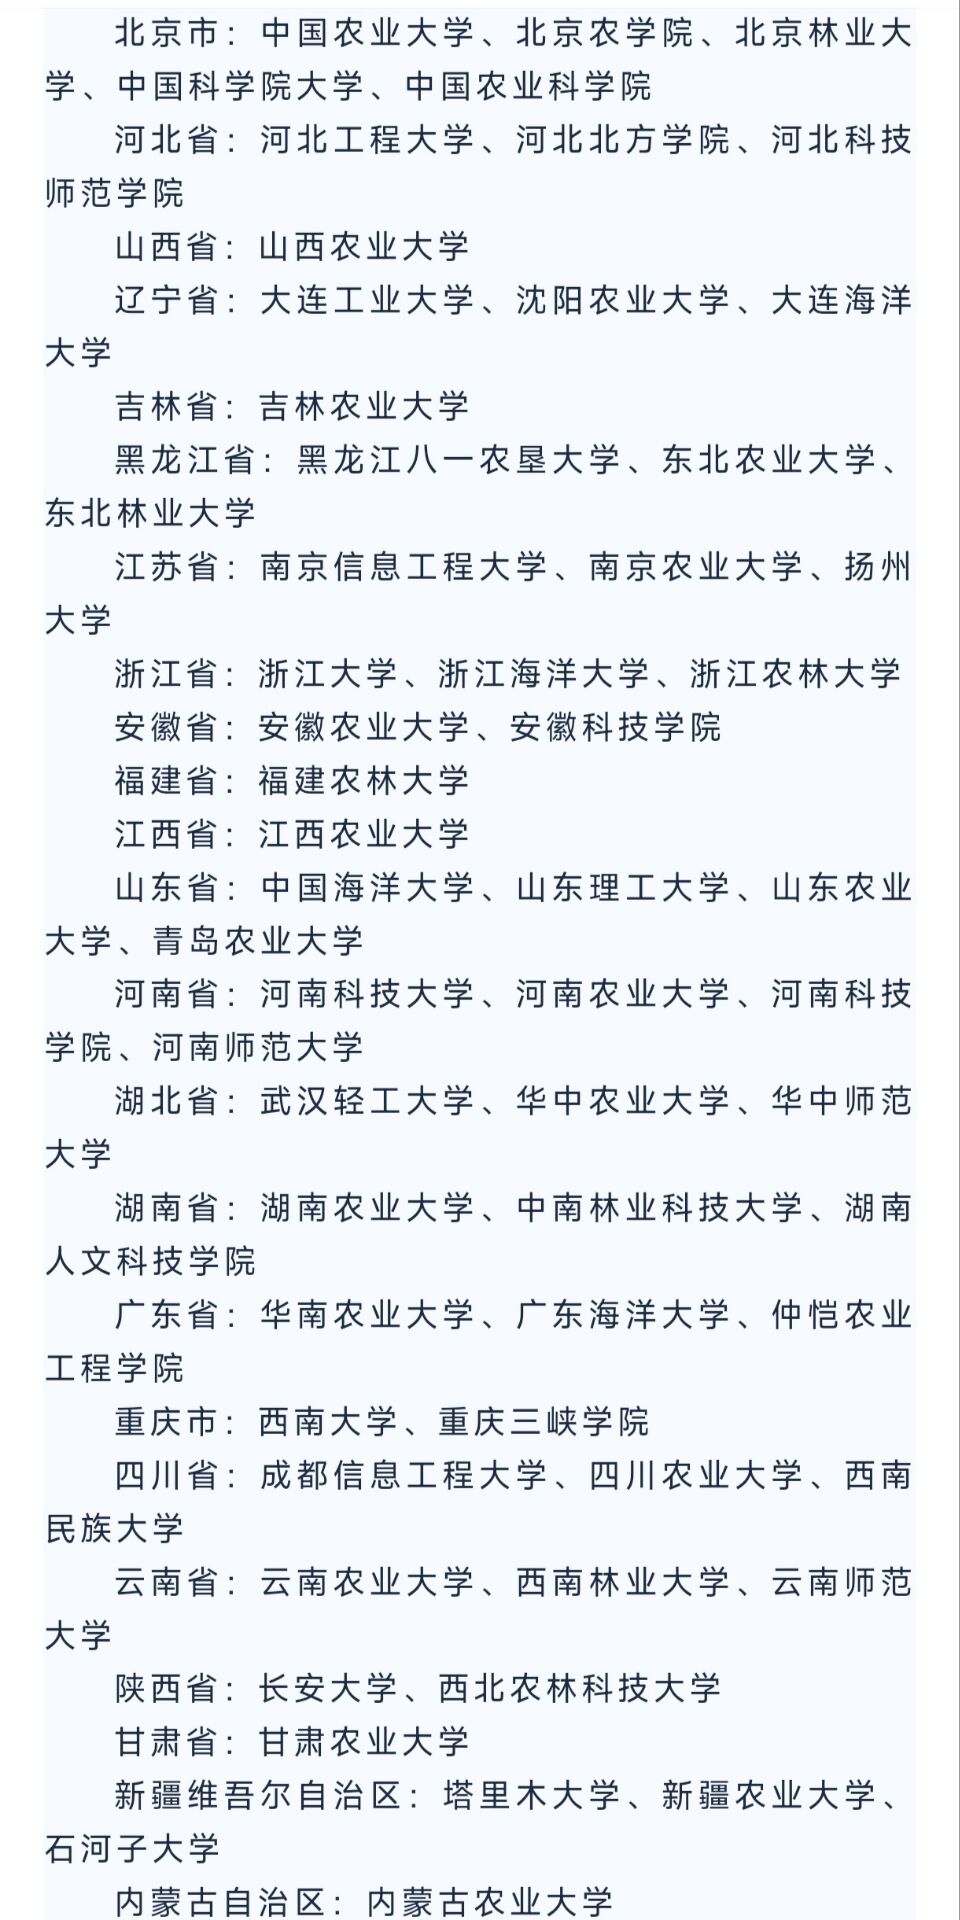 北京市：中国农业大学、北京农学院、北京林业大
学、中国科学院大学、中国农业科学院
河北省：河北工程大学、河北北方学院、河北科技
师范学院
山西省：山西农业大学
辽宁省：大连工业大学、沈阳农业大学、大连海洋
大学
吉林省：吉林农业大学
黑龙江省：黑龙江八一农垦大学、东北农业大学、
东北林业大学
江苏省：南京信息工程大学、南京农业大学、扬州
大学
浙江省：浙江大学、浙江海洋大学、浙江农林大学
安徽省：安徽农业大学、安徽科技学院
福建省：福建农林大学
江西省：江西农业大学
山东省：中国海洋大学、山东理工大学、山东农业
大学、青岛农业大学
河南省：河南科技大学、河南农业大学、河南科技
学院、河南师范大学
湖北省：武汉轻工大学、华中农业大学、华中师范
大学
湖南省：湖南农业大学、中南林业科技大学、湖南
人文科技学院
广东省：华南农业大学、广东海洋大学、仲恺农业
工程学院
重庆市：西南大学、重庆三峡学院
四川省：成都信息工程大学、四川农业大学、西南
民族大学
云南省：云南农业大学、西南林业大学、云南师范
大学
陕西省：长安大学、西北农林科技大学
甘肃省：甘肃农业大学
新疆维吾尔自治区：塔里木大学、新疆农业大学、
石河子大学
内蒙古自治区：内蒙古农业大学